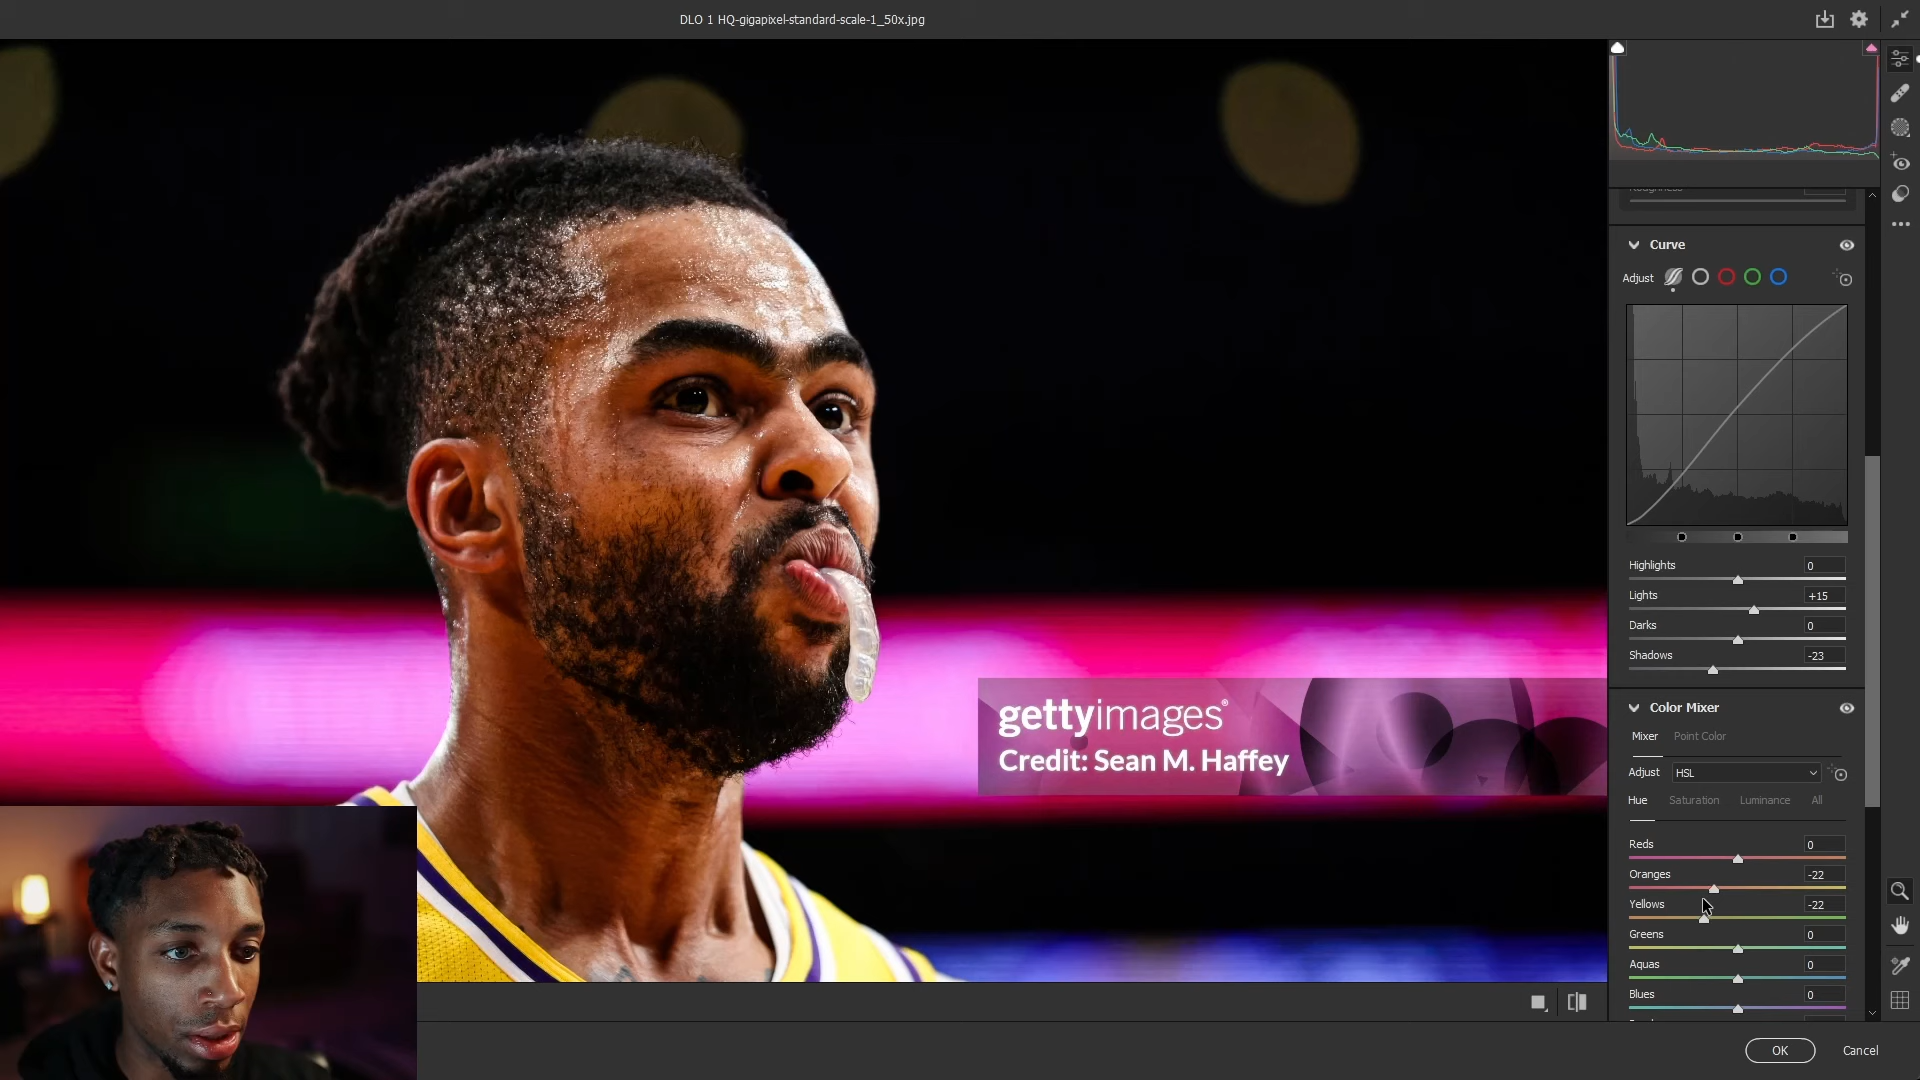 DLO 1 HQ-gigapixel-standard-scale-1_50x.jpg
Curve
Adjust
Highlights 0
Lights +15
Darks 0
Shadows -23
gettyimages®
Credit: Sean M. Haffey
Color Mixer
Mixer Point Color
Adjust HSL
Hue Saturation Luminance All
Reds 0
Oranges -22
Yellows -22
Greens 0
Aquas 0
Blues 0
OK Cancel